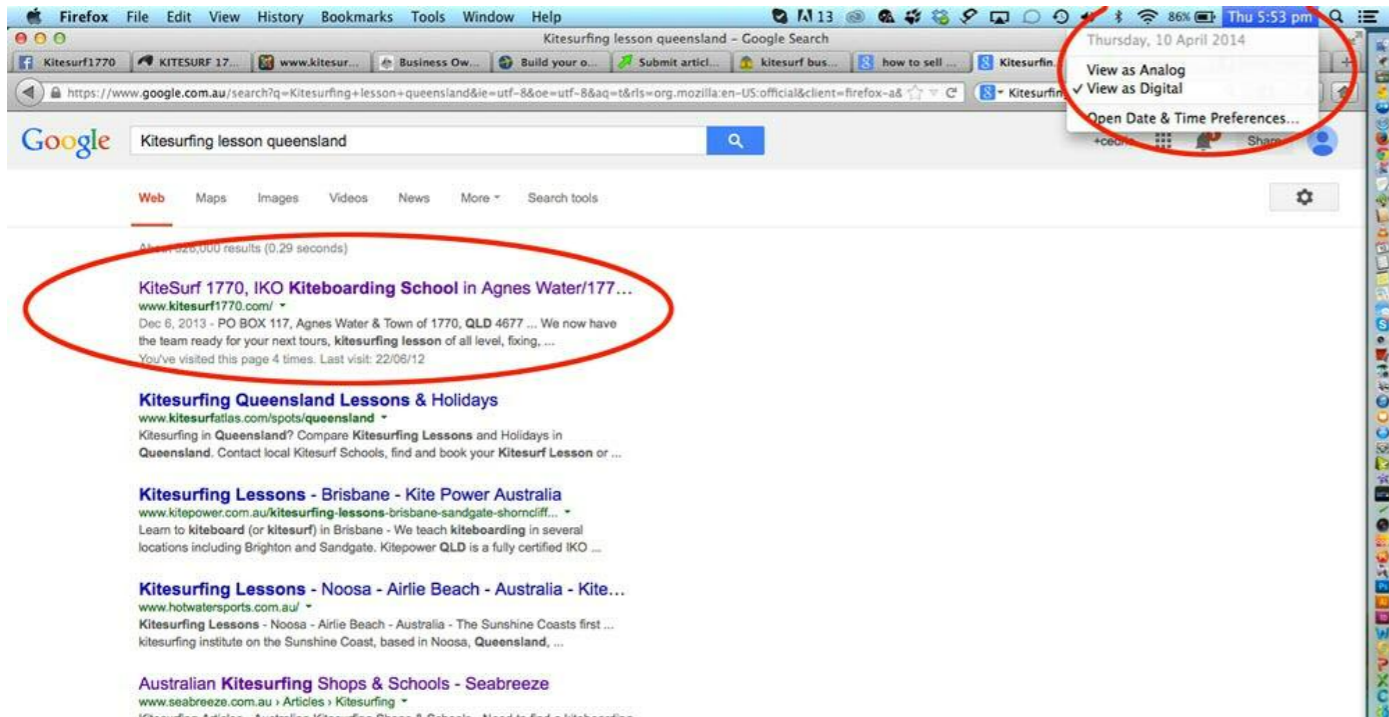 Firefox File Edit View History Bookmarks Tools Window Help 13 86% Thu 5:53 pm
Kitesurfing lesson queensland - Google Search
Thursday, 10 April 2014
Kitesurf1770 KITESURF 17... www.kitesur... Business Ow... Build your o... Submit articl... kitesurf bus... how to sell ... Kitesurfin...
View as Analog
https://www.google.com.au/search?q=Kitesurfing+lesson+queensland&ie=utf-8&oe=utf-8&aq=t&rls=org.mozilla:en-US:official&client=firefox-a& Kitesurfing
✓ View as Digital
Open Date & Time Preferences...
Google Kitesurfing lesson queensland
+cedric Share
Web Maps Images Videos News More Search tools
results (0.29 seconds)
KiteSurf 1770, IKO Kiteboarding School in Agnes Water/177...
www.kitesurf1770.com/
Dec 6, 2013 - PO BOX 117, Agnes Water & Town of 1770, QLD 4677 ... We now have
the team ready for your next tours, kitesurfing lesson of all level, fixing, ...
You've visited this page 4 times. Last visit: 22/06/12
Kitesurfing Queensland Lessons & Holidays
www.kitesurfatlas.com/spots/queensland
Kitesurfing in Queensland? Compare Kitesurfing Lessons and Holidays in
Queensland. Contact local Kitesurf Schools, find and book your Kitesurf Lesson or ...
Kitesurfing Lessons - Brisbane - Kite Power Australia
www.kitepower.com.au/kitesurfing-lessons-brisbane-sandgate-shorncliff...
Learn to kiteboard (or kitesurf) in Brisbane - We teach kiteboarding in several
locations including Brighton and Sandgate. Kitepower QLD is a fully certified IKO ...
Kitesurfing Lessons - Noosa - Airlie Beach - Australia - Kite...
www.hotwatersports.com.au/
Kitesurfing Lessons - Noosa - Airlie Beach - Australia - The Sunshine Coasts first ...
kitesurfing institute on the Sunshine Coast, based in Noosa, Queensland, ...
Australian Kitesurfing Shops & Schools - Seabreeze
www.seabreeze.com.au › Articles › Kitesurfing
Kitesurfing Articles - Australian Kitesurfing Shops & Schools - Need to find a kiteboarding